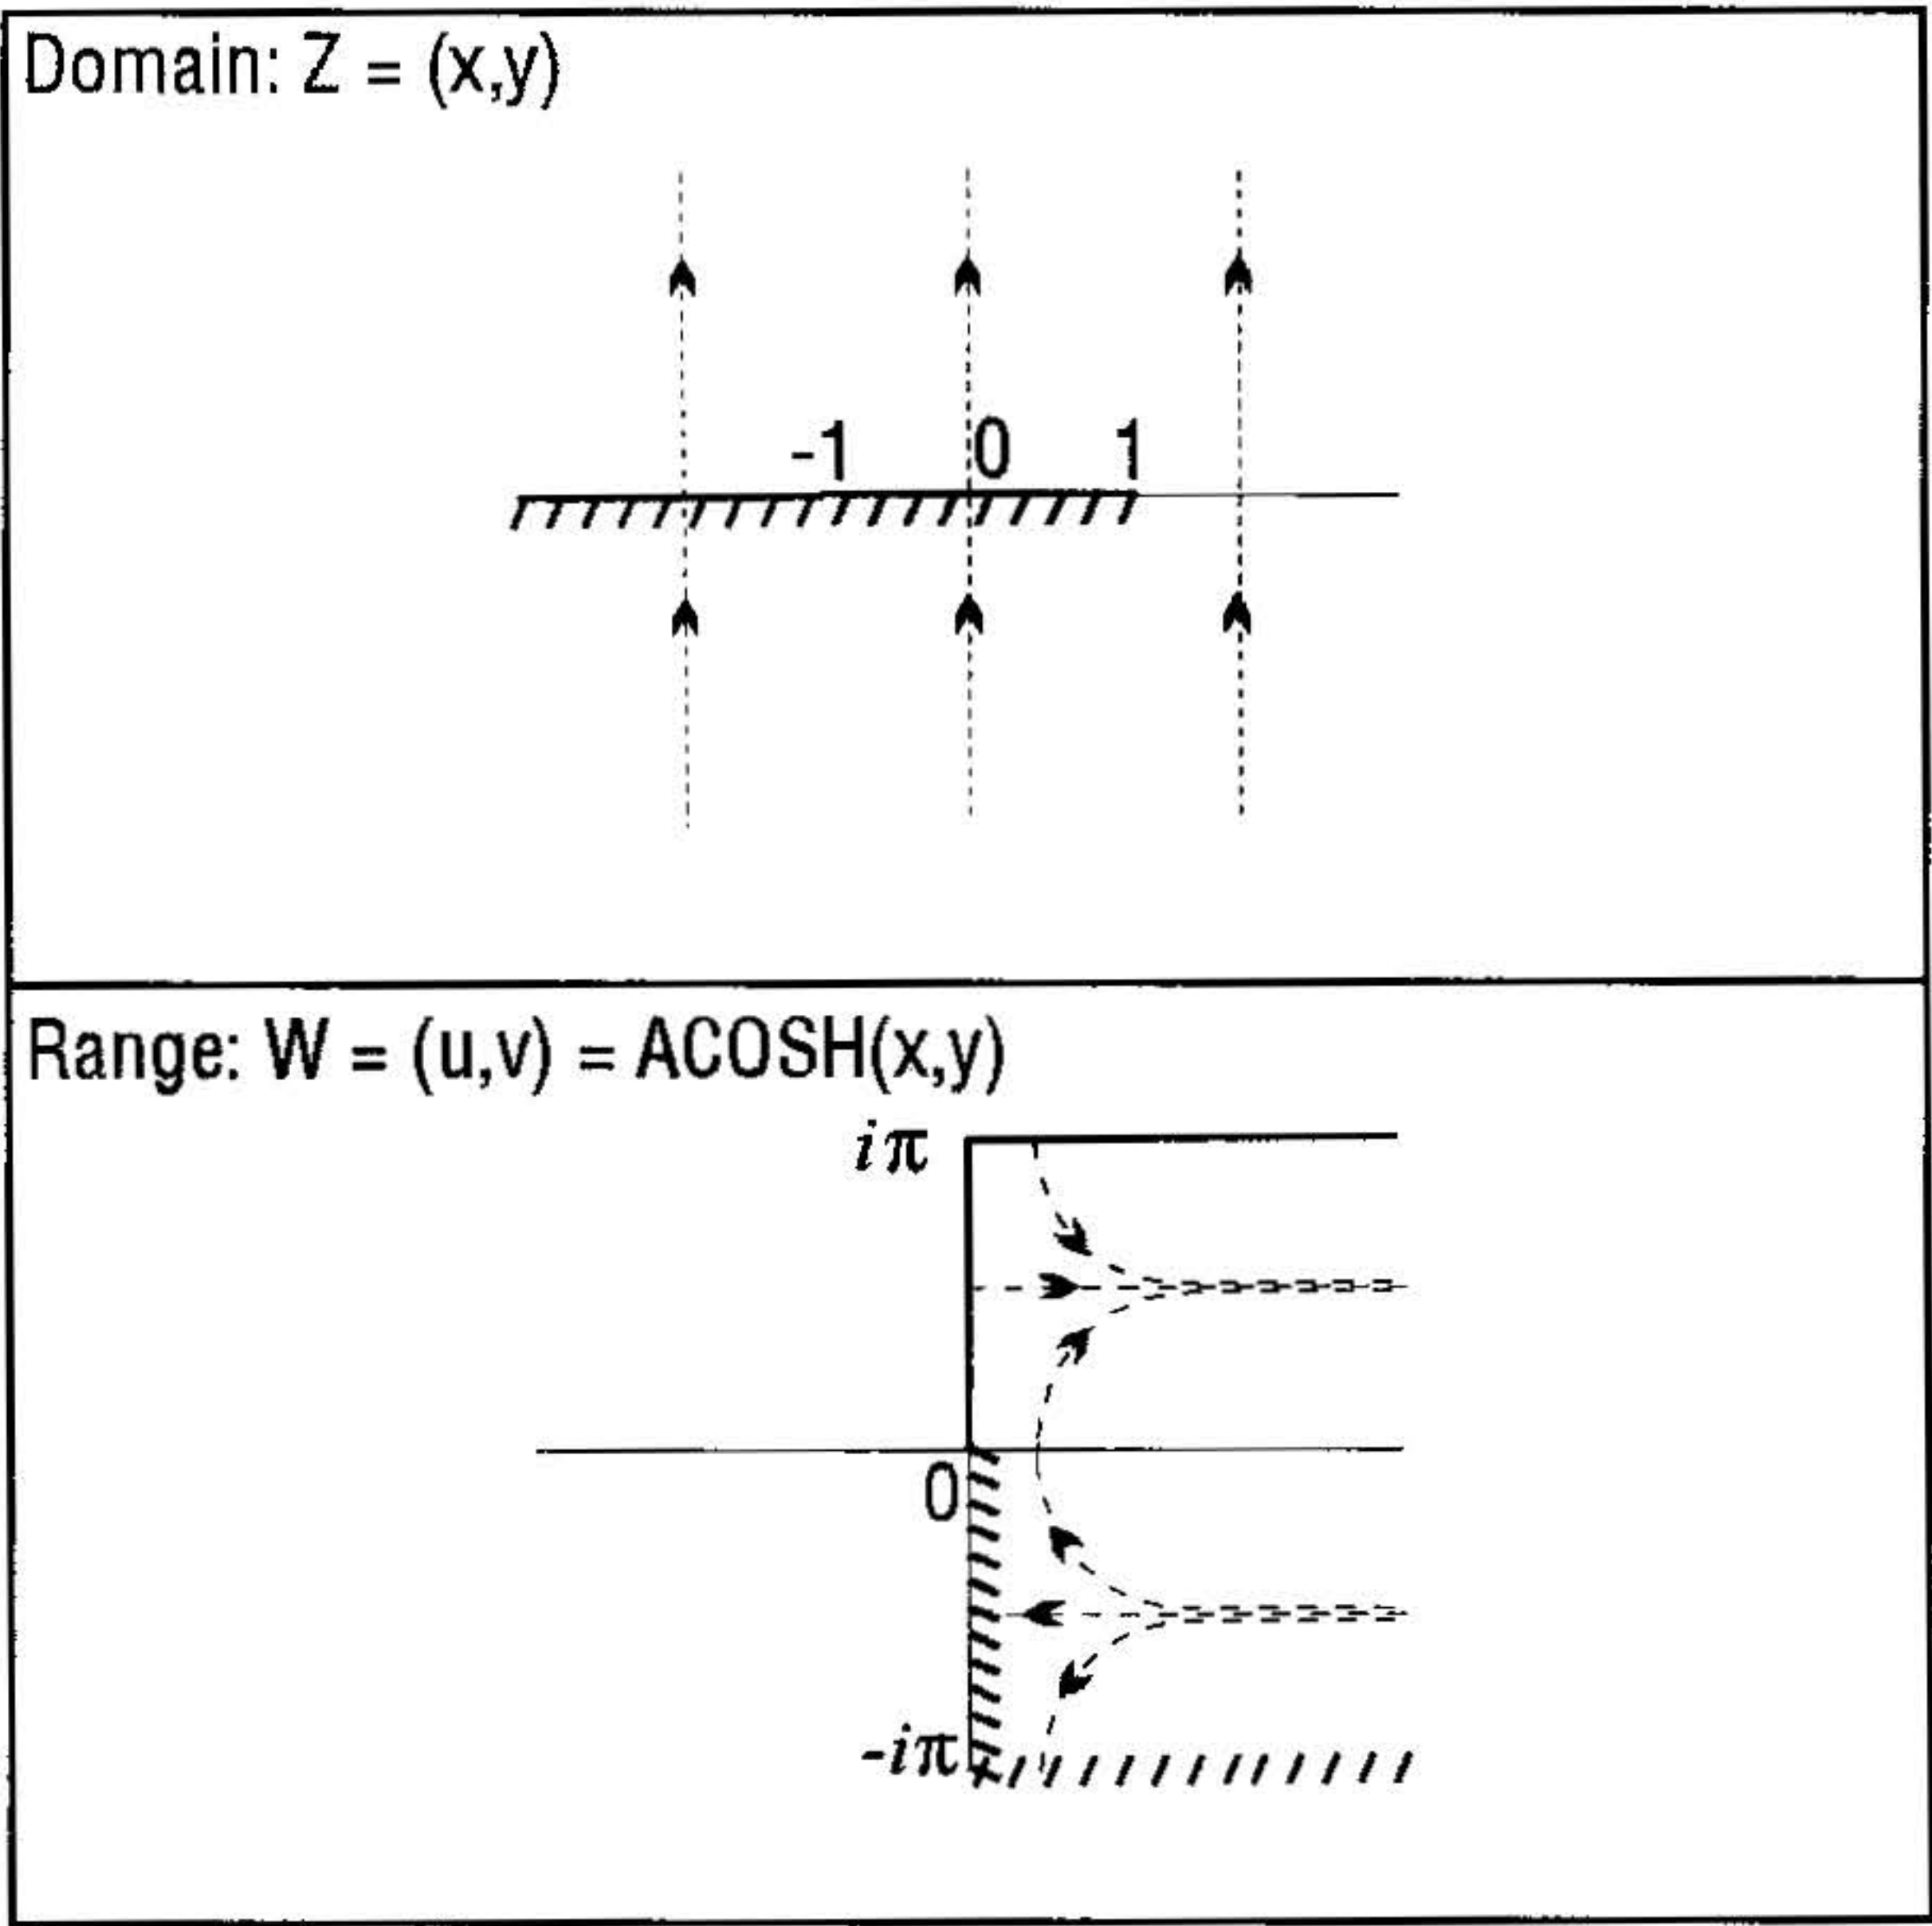 Domain: Z = (x,y)
-1 0 1
Range: W = (u,v) = ACOSH(x,y)
iπ
0
-iπ